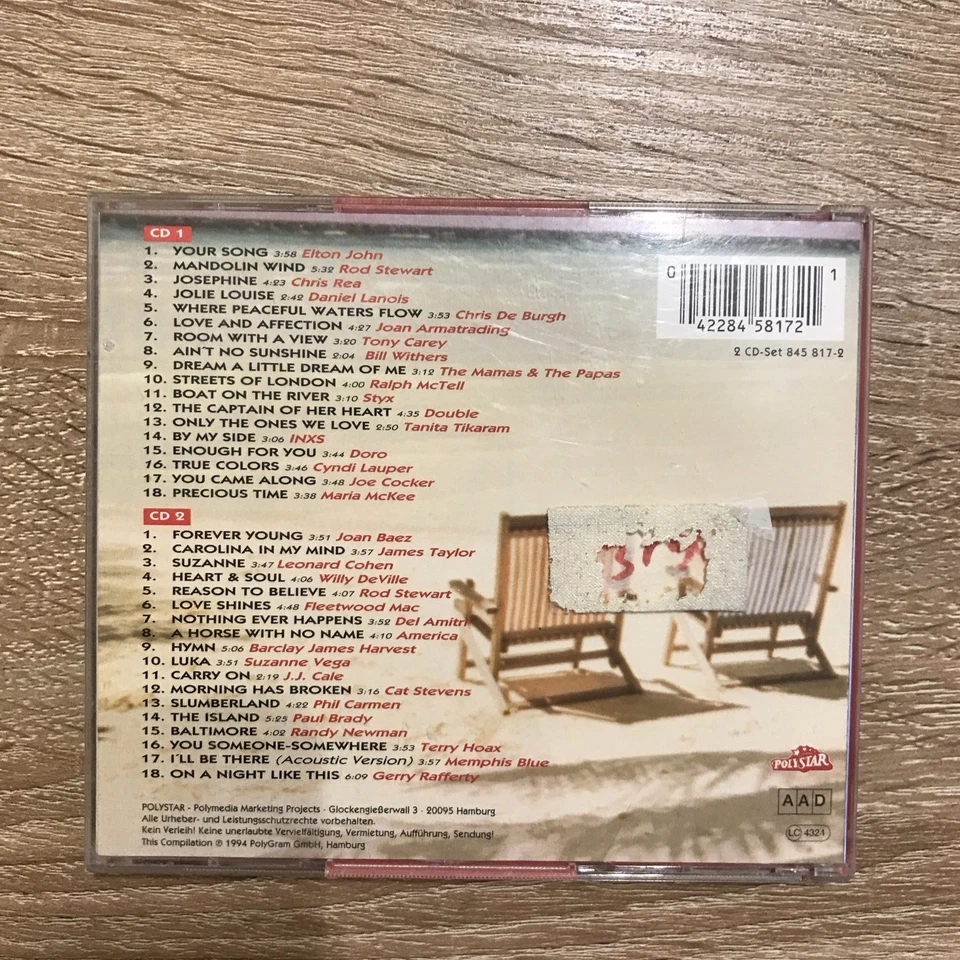 CD 1
1. YOUR SONG 3:58 Elton John
2. MANDOLIN WIND 5:32 Rod Stewart
3. JOSEPHINE 4:23 Chris Rea
4. JOLIE LOUISE 2:42 Daniel Lanois
5. WHERE PEACEFUL WATERS FLOW 3:53 Chris De Burgh
6. LOVE AND AFFECTION 4:27 Joan Armatrading
7. ROOM WITH A VIEW 3:20 Tony Carey
8. AIN'T NO SUNSHINE 2:04 Bill Withers
9. DREAM A LITTLE DREAM OF ME 3:12 The Mamas & The Papas
10. STREETS OF LONDON 4:00 Ralph McTell
11. BOAT ON THE RIVER 3:10 Styx
12. THE CAPTAIN OF HER HEART 4:35 Double
13. ONLY THE ONES WE LOVE 2:50 Tanita Tikaram
14. BY MY SIDE 3:06 INXS
15. ENOUGH FOR YOU 3:44 Doro
16. TRUE COLORS 3:46 Cyndi Lauper
17. YOU CAME ALONG 3:48 Joe Cocker
18. PRECIOUS TIME 3:38 Maria McKee
CD 2
1. FOREVER YOUNG 3:51 Joan Baez
2. CAROLINA IN MY MIND 3:57 James Taylor
3. SUZANNE 3:47 Leonard Cohen
4. HEART & SOUL 4:06 Willy DeVille
5. REASON TO BELIEVE 4:07 Rod Stewart
6. LOVE SHINES 4:48 Fleetwood Mac
7. NOTHING EVER HAPPENS 3:52 Del Amitri
8. A HORSE WITH NO NAME 4:10 America
9. HYMN 5:06 Barclay James Harvest
10. LUKA 3:51 Suzanne Vega
11. CARRY ON 2:19 J.J. Cale
12. MORNING HAS BROKEN 3:16 Cat Stevens
13. SLUMBERLAND 4:22 Phil Carmen
14. THE ISLAND 5:25 Paul Brady
15. BALTIMORE 4:02 Randy Newman
16. YOU SOMEONE-SOMEWHERE 3:53 Terry Hoax
17. I'LL BE THERE (Acoustic Version) 3:57 Memphis Blue
18. ON A NIGHT LIKE THIS 6:09 Gerry Rafferty
POLYSTAR - Polymedia Marketing Projects · Glockengießerwall 3 · 20095 Hamburg
Alle Urheber- und Leistungsschutzrechte vorbehalten.
Kein Verleih! Keine unerlaubte Vervielfältigung, Vermietung, Aufführung, Sendung!
This Compilation ℗ 1994 PolyGram GmbH, Hamburg
0 42284 58172 1
2 CD-Set 845 817-2
POLYSTAR
AAD
LC 4324